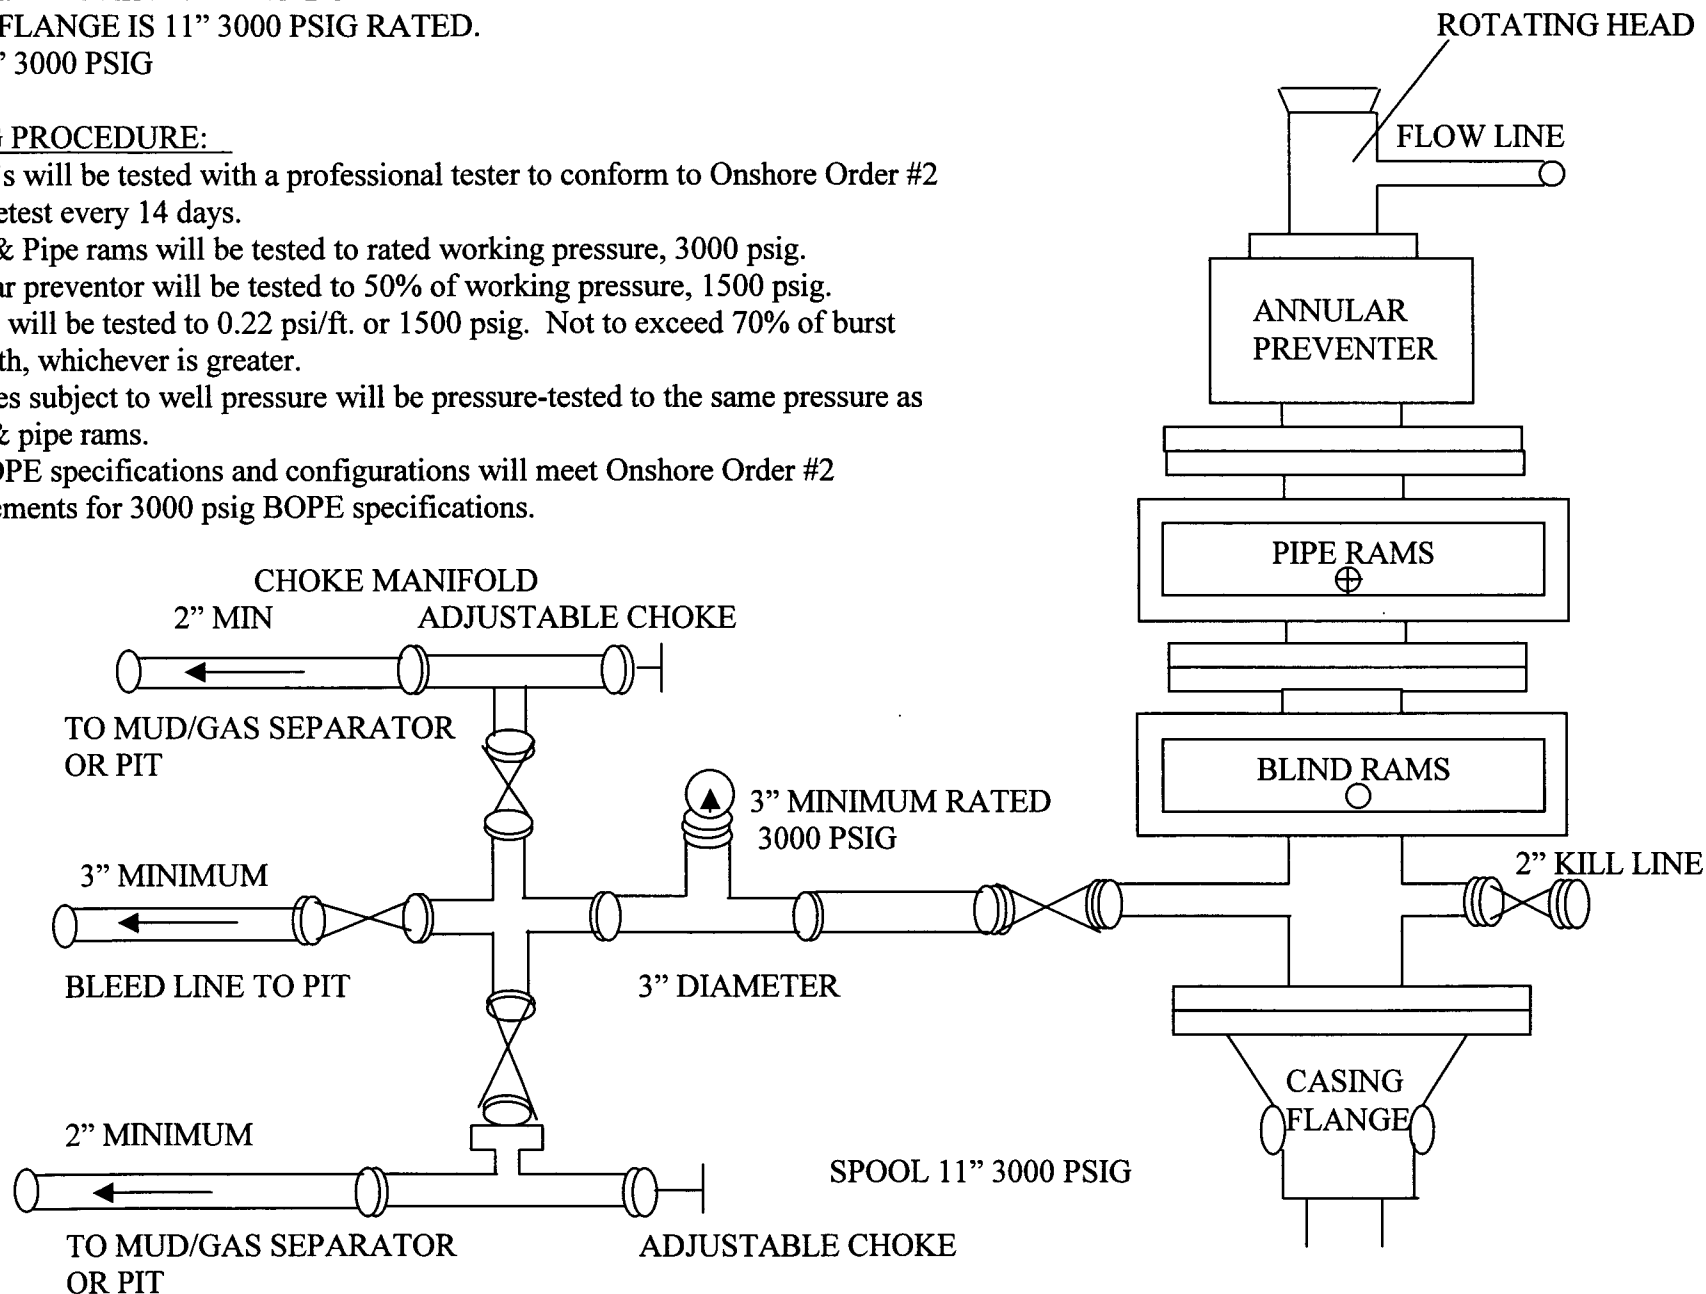 FLANGE IS 11” 3000 PSIG RATED.
” 3000 PSIG
PROCEDURE:
's will be tested with a professional tester to conform to Onshore Order #2
etest every 14 days.
& Pipe rams will be tested to rated working pressure, 3000 psig.
ar preventor will be tested to 50% of working pressure, 1500 psig.
will be tested to 0.22 psi/ft. or 1500 psig. Not to exceed 70% of burst
th, whichever is greater.
es subject to well pressure will be pressure-tested to the same pressure as
& pipe rams.
OPE specifications and configurations will meet Onshore Order #2
ements for 3000 psig BOPE specifications.
ROTATING HEAD
FLOW LINE
ANNULAR
PREVENTER
PIPE RAMS
BLIND RAMS
2” KILL LINE
CASING
FLANGE
SPOOL 11” 3000 PSIG
CHOKE MANIFOLD
2” MIN
ADJUSTABLE CHOKE
TO MUD/GAS SEPARATOR
OR PIT
3” MINIMUM RATED
3000 PSIG
3” MINIMUM
BLEED LINE TO PIT
3” DIAMETER
2” MINIMUM
TO MUD/GAS SEPARATOR
OR PIT
ADJUSTABLE CHOKE